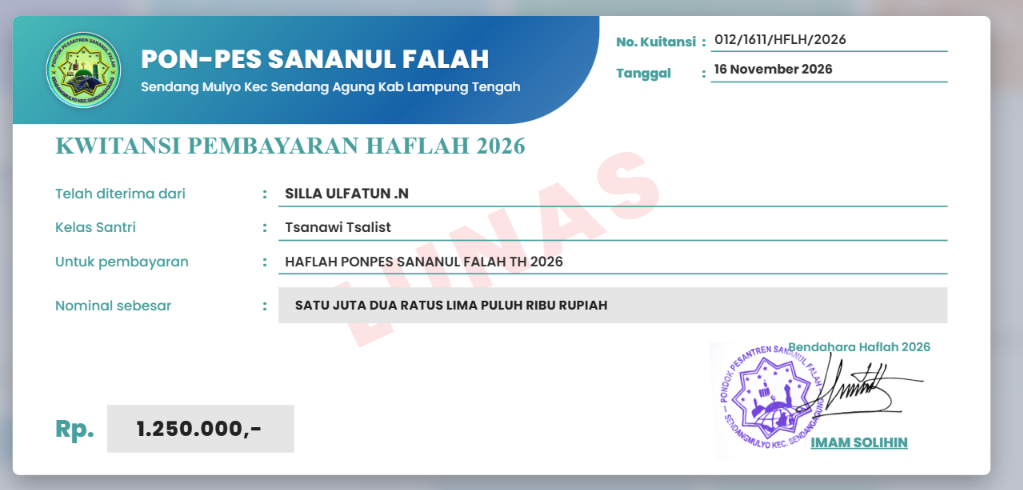 PON-PES SANANUL FALAH
Sendang Mulyo Kec Sendang Agung Kab Lampung Tengah
No. Kuitansi : 012/1611/HFLH/2026
Tanggal : 16 November 2026
KWITANSI PEMBAYARAN HAFLAH 2026
Telah diterima dari : SILLA ULFATUN .N
Kelas Santri : Tsanawi Tsalist
Untuk pembayaran : HAFLAH PONPES SANANUL FALAH TH 2026
Nominal sebesar : SATU JUTA DUA RATUS LIMA PULUH RIBU RUPIAH
LUNAS
Bendahara Haflah 2026
PONDOK PESANTREN SANANUL FALAH
SENDANGMULYO KEC. SENDANGAGUNG
IMAM SOLIHIN
Rp. 1.250.000,-